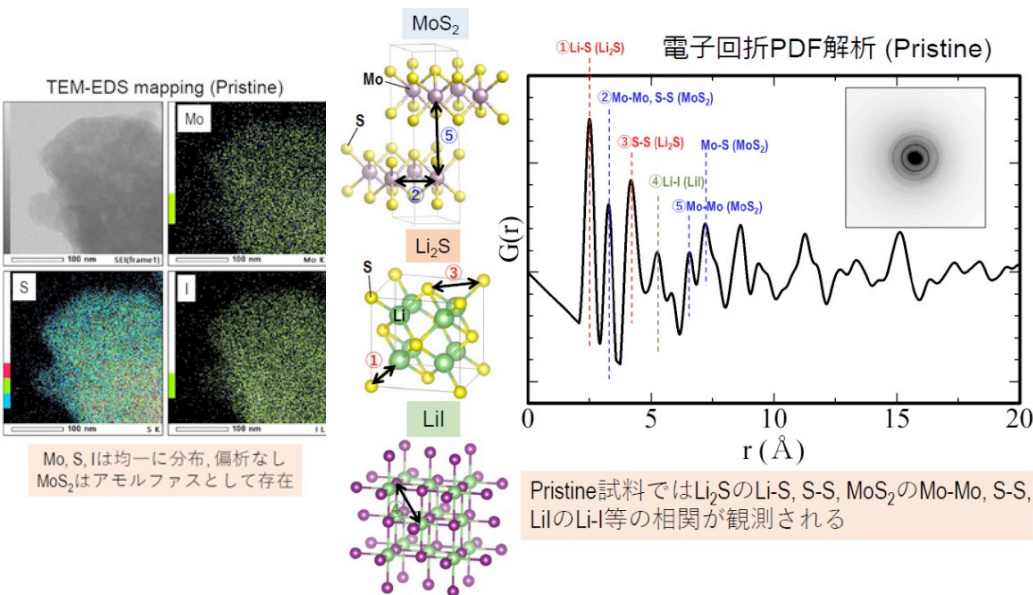 TEM-EDS mapping (Pristine)
Mo
100 nm
SEI(frame1)
100 nm
Mo K
S
100 nm
S K
I
100 nm
I L
Mo, S, Iは均一に分布, 偏析なし
MoS₂はアモルファスとして存在
MoS₂
Mo
S
⑤
②
Li₂S
S
③
Li
①
LiI
④
電子回折PDF解析 (Pristine)
①Li-S (Li₂S)
②Mo-Mo, S-S (MoS₂)
③S-S (Li₂S)
Mo-S (MoS₂)
④Li-I (LiI)
⑤Mo-Mo (MoS₂)
G(r)
0 5 10 15 20
r (Å)
Pristine試料ではLi₂SのLi-S, S-S, MoS₂のMo-Mo, S-S,
LiIのLi-I等の相関が観測される